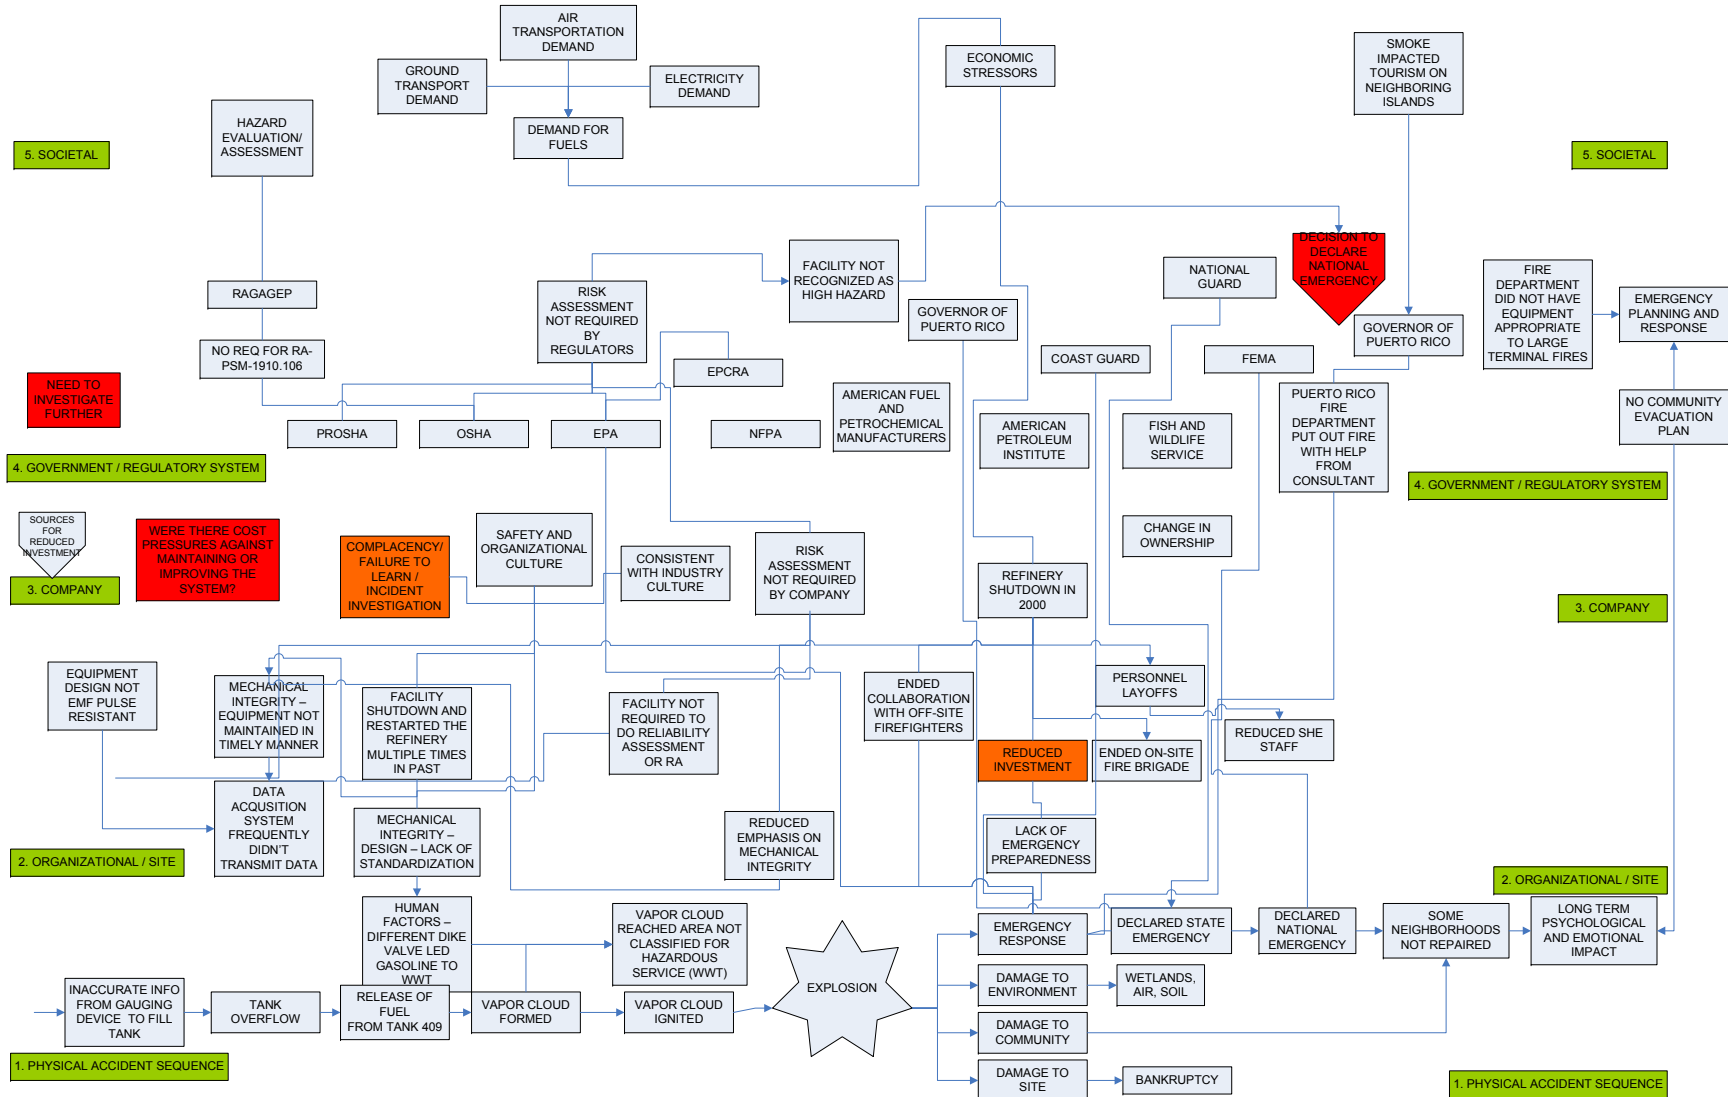 AIR
TRANSPORTATION
DEMAND
GROUND
TRANSPORT
DEMAND
ELECTRICITY
DEMAND
ECONOMIC
STRESSORS
SMOKE
IMPACTED
TOURISM ON
NEIGHBORING
ISLANDS
HAZARD
EVALUATION/
ASSESSMENT
DEMAND FOR
FUELS
5. SOCIETAL
5. SOCIETAL
RAGAGEP
RISK
ASSESSMENT
NOT REQUIRED
BY
REGULATORS
FACILITY NOT
RECOGNIZED AS
HIGH HAZARD
GOVERNOR OF
PUERTO RICO
NATIONAL
GUARD
DECISION TO
DECLARE
NATIONAL
EMERGENCY
GOVERNOR OF
PUERTO RICO
FIRE
DEPARTMENT
DID NOT HAVE
EQUIPMENT
APPROPRIATE
TO LARGE
TERMINAL FIRES
EMERGENCY
PLANNING AND
RESPONSE
NO REQ FOR RA-
PSM-1910.106
EPCRA
COAST GUARD
FEMA
NEED TO
INVESTIGATE
FURTHER
PROSHA
OSHA
EPA
NFPA
AMERICAN FUEL
AND
PETROCHEMICAL
MANUFACTURERS
AMERICAN
PETROLEUM
INSTITUTE
FISH AND
WILDLIFE
SERVICE
PUERTO RICO
FIRE
DEPARTMENT
PUT OUT FIRE
WITH HELP
FROM
CONSULTANT
NO COMMUNITY
EVACUATION
PLAN
4. GOVERNMENT / REGULATORY SYSTEM
4. GOVERNMENT / REGULATORY SYSTEM
SOURCES
FOR
REDUCED
INVESTMENT
WERE THERE COST
PRESSURES AGAINST
MAINTAINING OR
IMPROVING THE
SYSTEM?
COMPLACENCY/
FAILURE TO
LEARN /
INCIDENT
INVESTIGATION
SAFETY AND
ORGANIZATIONAL
CULTURE
CONSISTENT
WITH INDUSTRY
CULTURE
RISK
ASSESSMENT
NOT REQUIRED
BY COMPANY
REFINERY
SHUTDOWN IN
2000
CHANGE IN
OWNERSHIP
3. COMPANY
3. COMPANY
EQUIPMENT
DESIGN NOT
EMF PULSE
RESISTANT
MECHANICAL
INTEGRITY –
EQUIPMENT NOT
MAINTAINED IN
TIMELY MANNER
FACILITY
SHUTDOWN AND
RESTARTED THE
REFINERY
MULTIPLE TIMES
IN PAST
FACILITY NOT
REQUIRED TO
DO RELIABILITY
ASSESSMENT
OR RA
ENDED
COLLABORATION
WITH OFF-SITE
FIREFIGHTERS
PERSONNEL
LAYOFFS
REDUCED SHE
STAFF
REDUCED
INVESTMENT
ENDED ON-SITE
FIRE BRIGADE
DATA
ACQUSITION
SYSTEM
FREQUENTLY
DIDN'T
TRANSMIT DATA
MECHANICAL
INTEGRITY –
DESIGN – LACK OF
STANDARDIZATION
REDUCED
EMPHASIS ON
MECHANICAL
INTEGRITY
LACK OF
EMERGENCY
PREPAREDNESS
2. ORGANIZATIONAL / SITE
2. ORGANIZATIONAL / SITE
HUMAN
FACTORS –
DIFFERENT DIKE
VALVE LED
GASOLINE TO
WWT
VAPOR CLOUD
REACHED AREA NOT
CLASSIFIED FOR
HAZARDOUS
SERVICE (WWT)
EXPLOSION
EMERGENCY
RESPONSE
DECLARED STATE
EMERGENCY
DECLARED
NATIONAL
EMERGENCY
SOME
NEIGHBORHOODS
NOT REPAIRED
LONG TERM
PSYCHOLOGICAL
AND EMOTIONAL
IMPACT
INACCURATE INFO
FROM GAUGING
DEVICE TO FILL
TANK
TANK
OVERFLOW
RELEASE OF
FUEL
FROM TANK 409
VAPOR CLOUD
FORMED
VAPOR CLOUD
IGNITED
DAMAGE TO
ENVIRONMENT
WETLANDS,
AIR, SOIL
DAMAGE TO
COMMUNITY
DAMAGE TO
SITE
BANKRUPTCY
1. PHYSICAL ACCIDENT SEQUENCE
1. PHYSICAL ACCIDENT SEQUENCE